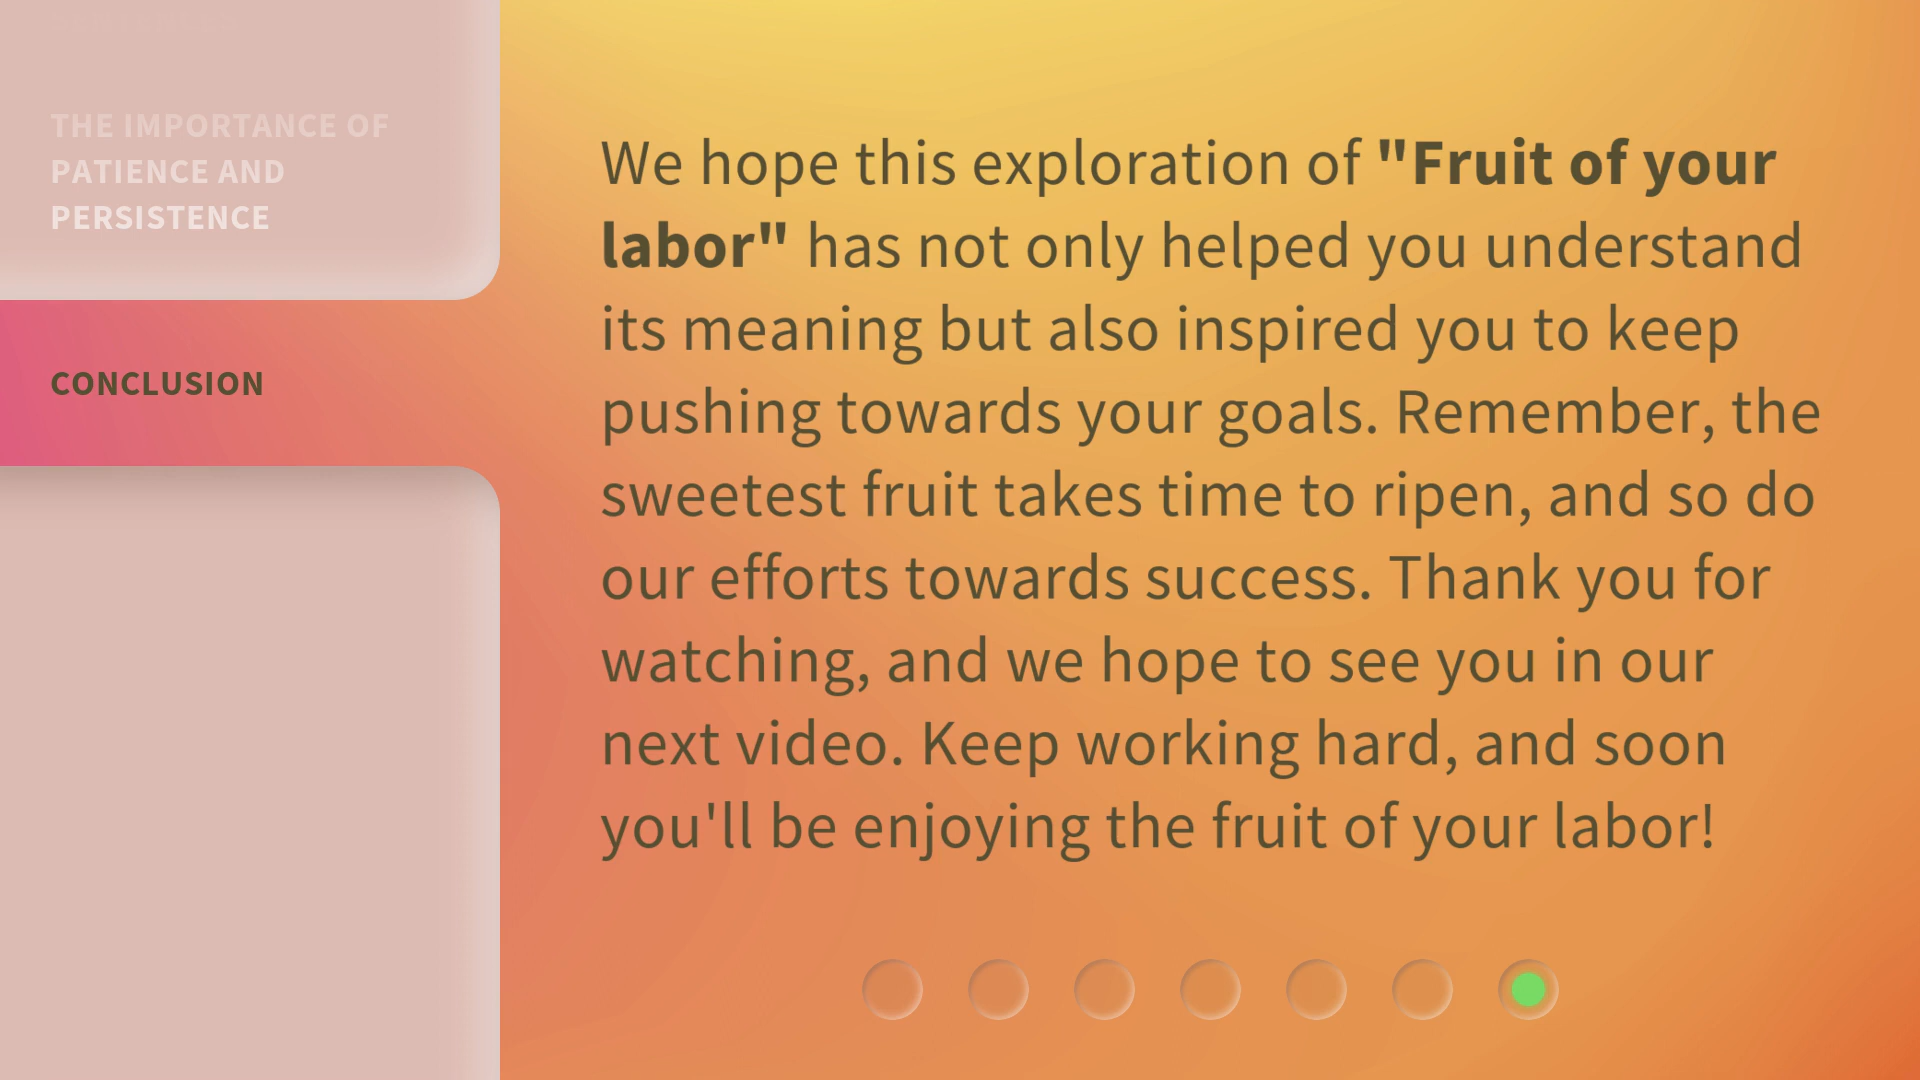 THE IMPORTANCE OF
PATIENCE AND
PERSISTENCE
CONCLUSION
We hope this exploration of "Fruit of your
labor" has not only helped you understand
its meaning but also inspired you to keep
pushing towards your goals. Remember, the
sweetest fruit takes time to ripen, and so do
our efforts towards success. Thank you for
watching, and we hope to see you in our
next video. Keep working hard, and soon
you'll be enjoying the fruit of your labor!